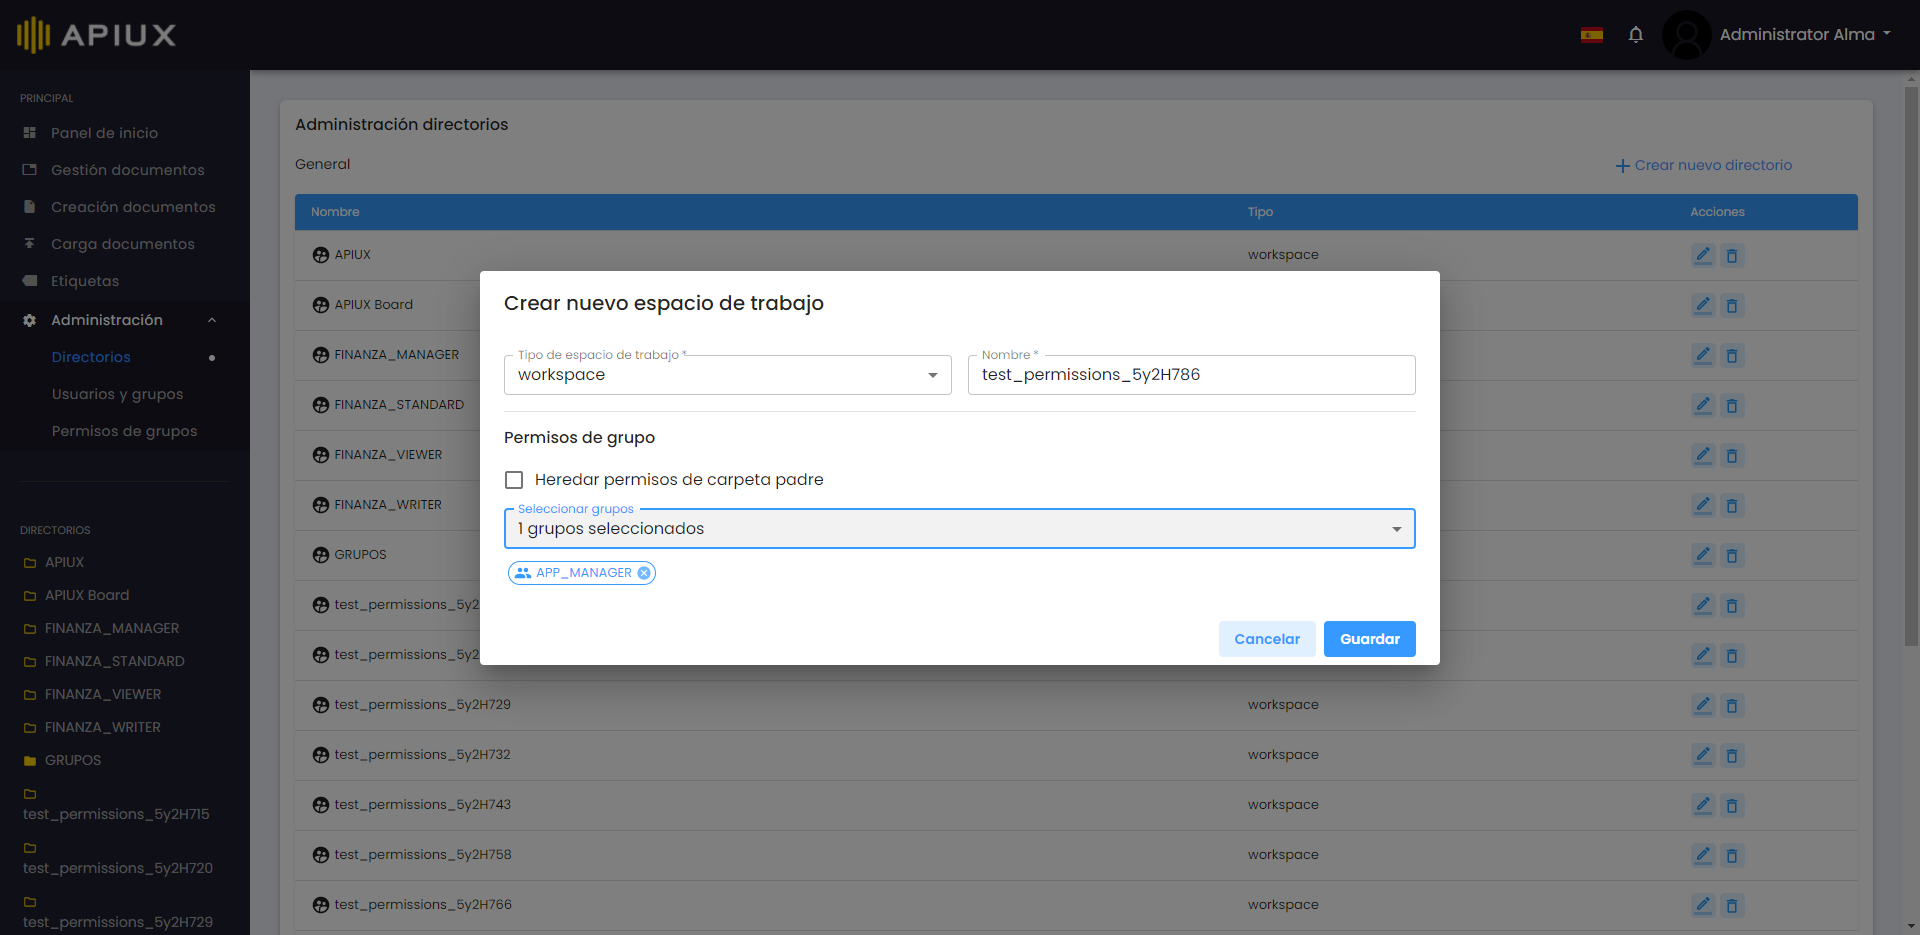 APIUX
Administrator Alma
PRINCIPAL
Panel de inicio
Gestión documentos
Creación documentos
Carga documentos
Etiquetas
Administración
Directorios
Usuarios y grupos
Permisos de grupos
DIRECTORIOS
APIUX
APIUX Board
FINANZA_MANAGER
FINANZA_STANDARD
FINANZA_VIEWER
FINANZA_WRITER
GRUPOS
test_permissions_5y2H715
test_permissions_5y2H720
test_permissions_5y2H729
Administración directorios
General
Crear nuevo directorio
Nombre Tipo Acciones
APIUX workspace
APIUX Board
FINANZA_MANAGER
FINANZA_STANDARD
FINANZA_VIEWER
FINANZA_WRITER
GRUPOS
test_permissions_5y2
test_permissions_5y2
test_permissions_5y2H729 workspace
test_permissions_5y2H732 workspace
test_permissions_5y2H743 workspace
test_permissions_5y2H758 workspace
test_permissions_5y2H766 workspace
Crear nuevo espacio de trabajo
Tipo de espacio de trabajo *
workspace
Nombre *
test_permissions_5y2H786
Permisos de grupo
Heredar permisos de carpeta padre
Seleccionar grupos
1 grupos seleccionados
APP_MANAGER
Cancelar
Guardar